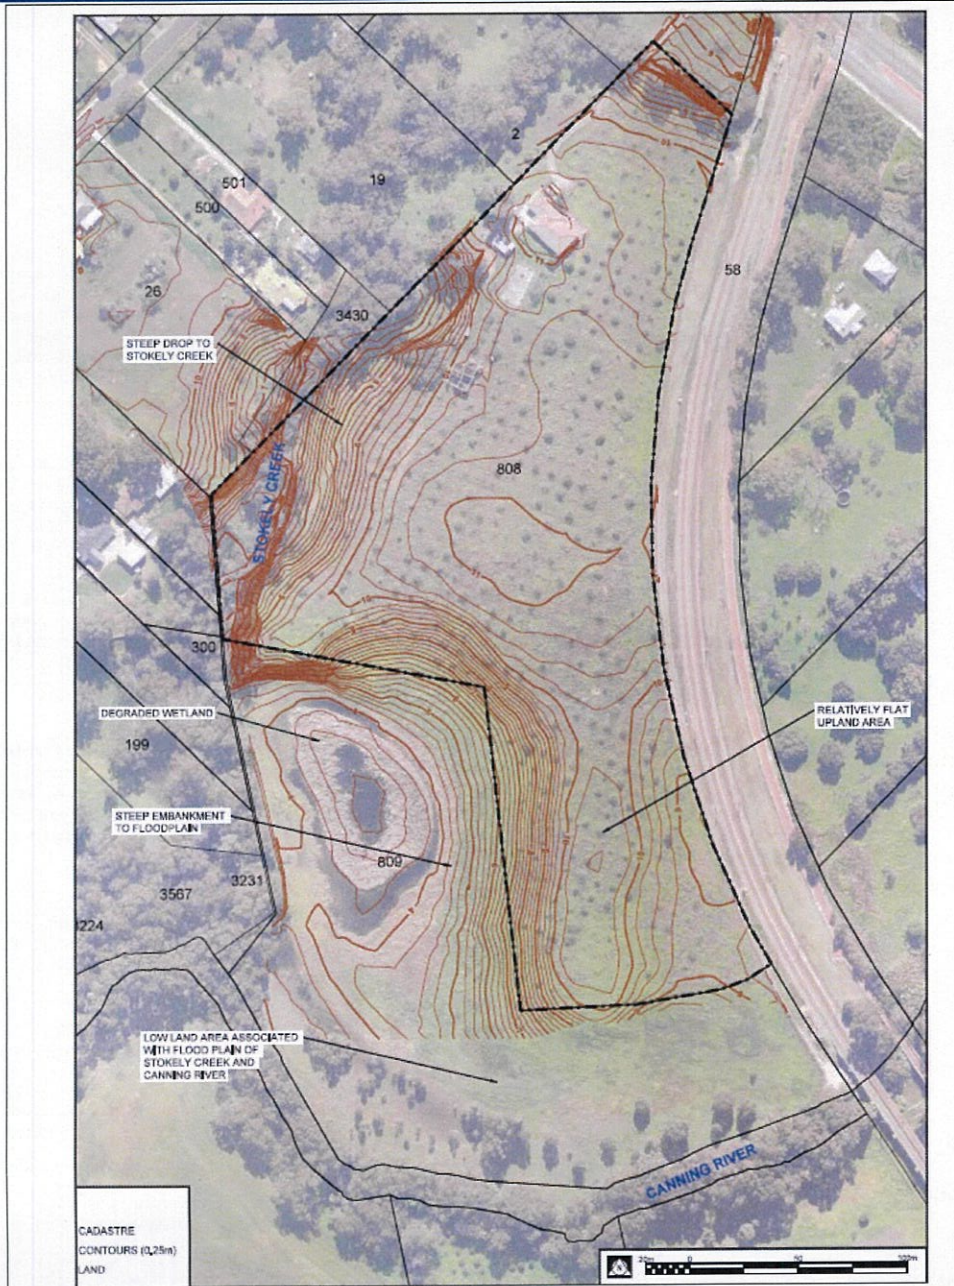 2
19
501
500
58
26
3430
STEEP DROP TO
STOKELY CREEK
808
STOKELY CREEK
300
DEGRADED WETLAND
RELATIVELY FLAT
UPLAND AREA
199
STEEP EMBANKMENT
TO FLOODPLAIN
809
3231
3567
224
LOW LAND AREA ASSOCIATED
WITH FLOOD PLAIN OF
STOKELY CREEK AND
CANNING RIVER
CANNING RIVER
CADASTRE
CONTOURS (0,25m)
LAND
0 50 100m